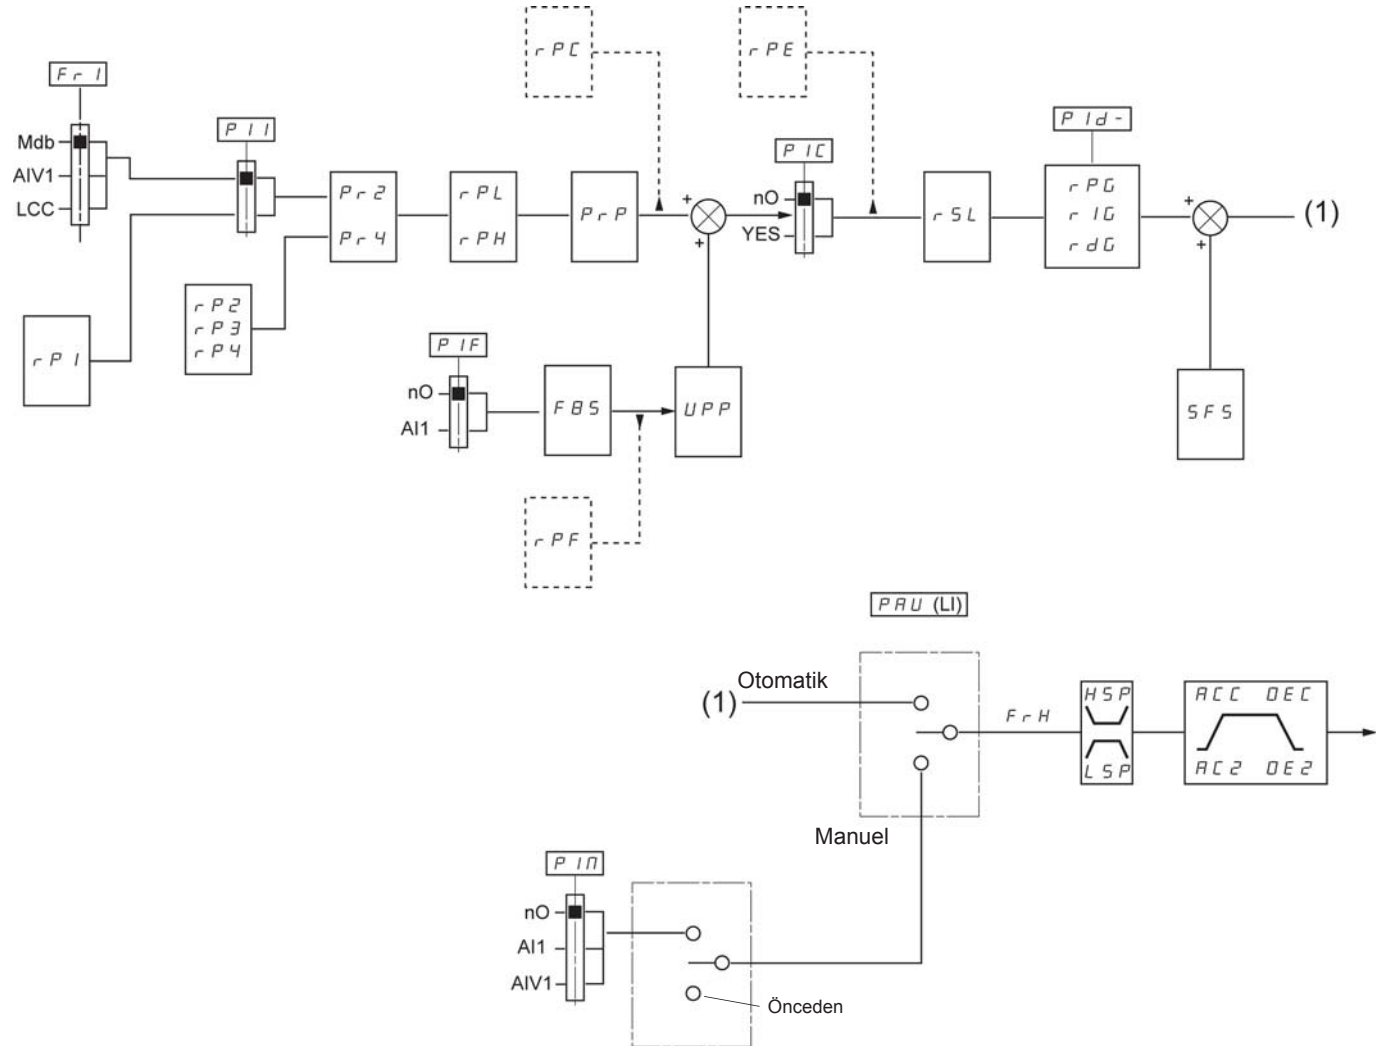 rPC
rPE
Fr1
PII
PIC
PId-
Mdb
AIV1
LCC
Pr2
Pr4
rPL
rPH
PrP
+
+
nO
YES
rSL
rPG
rIG
rdG
+
+
(1)
rP1
rP2
rP3
rP4
PIF
nO
AI1
FBS
UPP
SFS
rPF
PAU (LI)
(1)
Otomatik
FrH
HSP
LSP
ACC DEC
AC2 DE2
Manuel
PIM
nO
AI1
AIV1
Önceden